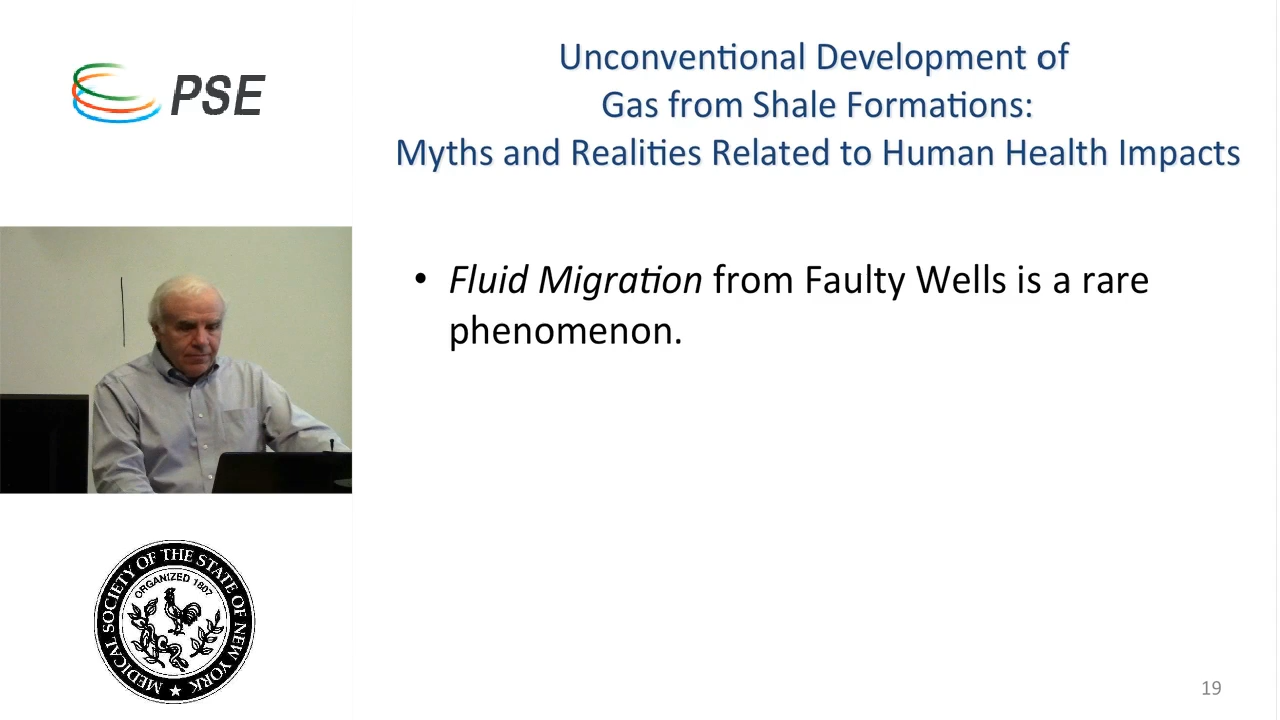 PSE
Unconventional Development of
Gas from Shale Formations:
Myths and Realities Related to Human Health Impacts
• Fluid Migration from Faulty Wells is a rare
phenomenon.
MEDICAL SOCIETY OF THE STATE OF NEW YORK
ORGANIZED 1807
19